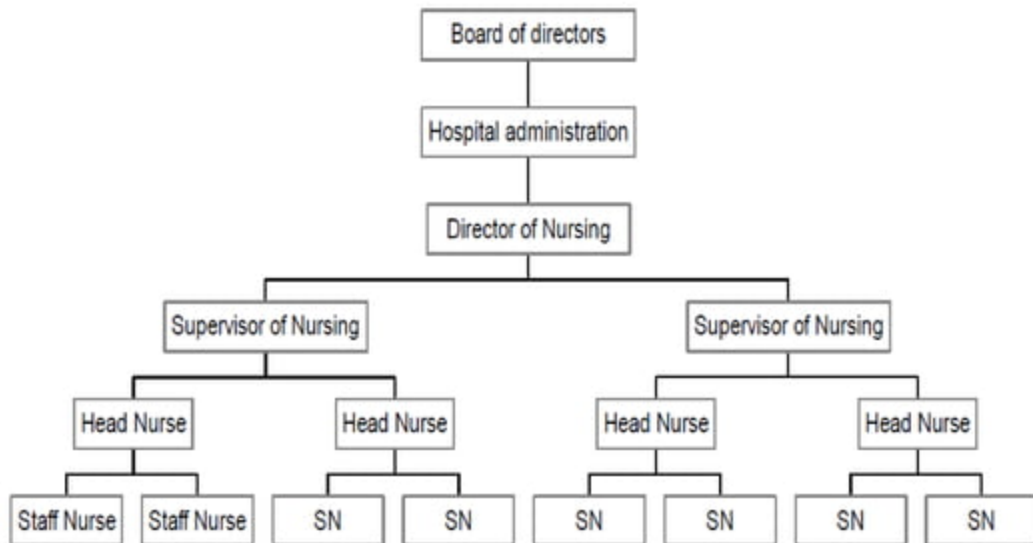 Board of directors
Hospital administration
Director of Nursing
Supervisor of Nursing
Supervisor of Nursing
Head Nurse
Head Nurse
Head Nurse
Head Nurse
Staff Nurse
Staff Nurse
SN
SN
SN
SN
SN
SN